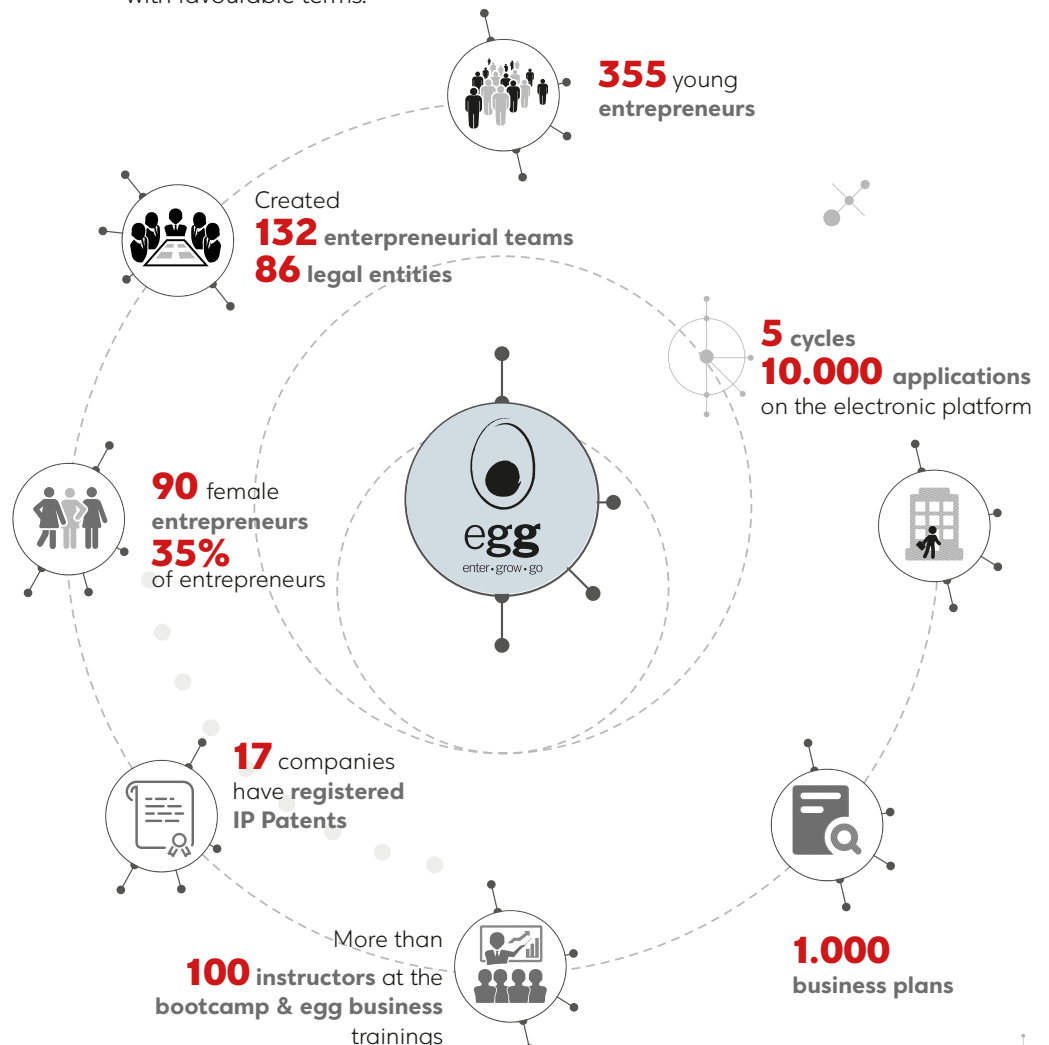 with favourable terms.
355 young
entrepreneurs
Created
132 enterpreneurial teams
86 legal entities
5 cycles
10.000 applications
on the electronic platform
egg
enter•grow•go
90 female
entrepreneurs
35%
of entrepreneurs
17 companies
have registered
IP Patents
More than
100 instructors at the
bootcamp & egg business
trainings
1.000
business plans